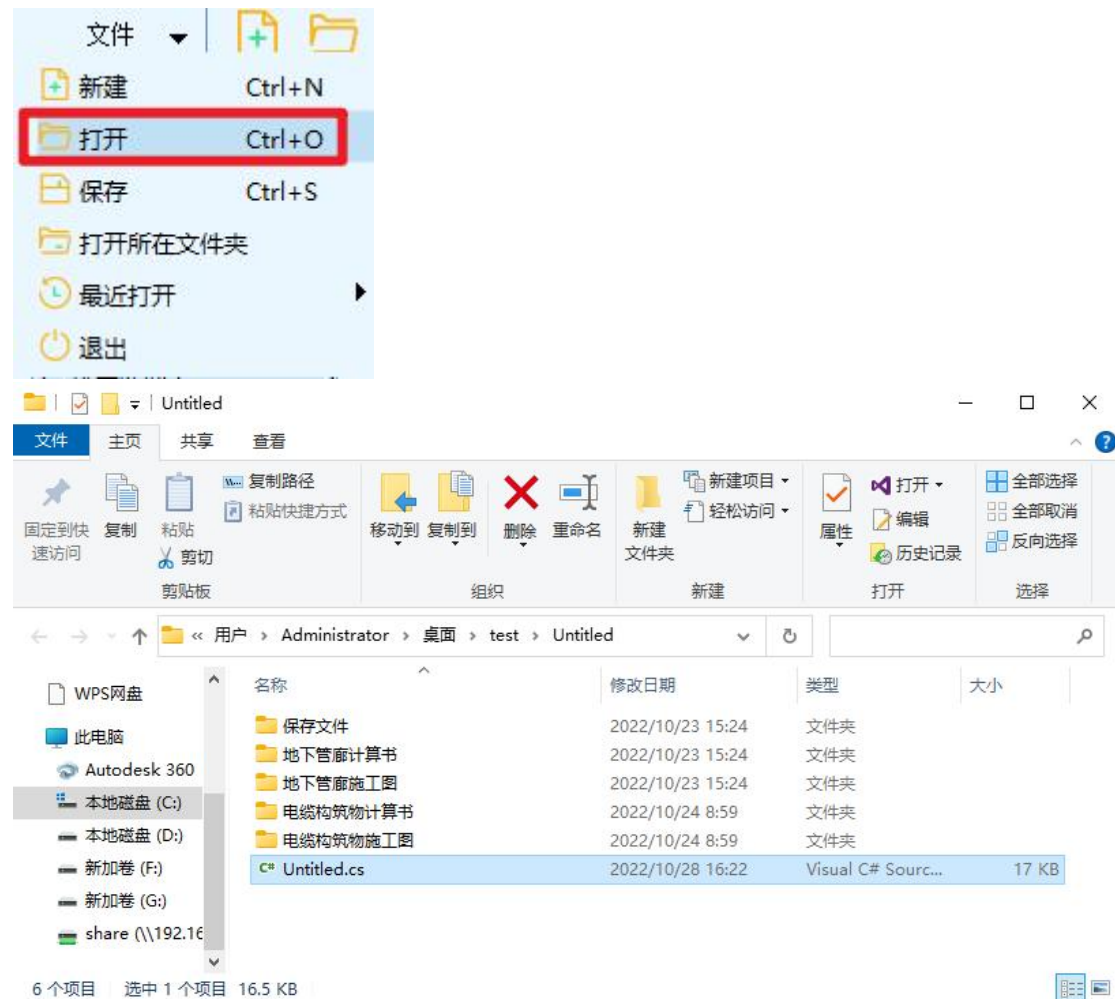 文件
新建 Ctrl+N
打开 Ctrl+O
保存 Ctrl+S
打开所在文件夹
最近打开
退出
Untitled
文件 主页 共享 查看
固定到快速访问
复制
粘贴
复制路径
粘贴快捷方式
剪切
剪贴板
移动到 复制到 删除 重命名
组织
新建文件夹
新建项目
轻松访问
新建
属性
打开
编辑
历史记录
打开
全部选择
全部取消
反向选择
选择
« 用户 › Administrator › 桌面 › test › Untitled
WPS网盘
此电脑
Autodesk 360
本地磁盘 (C:)
本地磁盘 (D:)
新加卷 (F:)
新加卷 (G:)
share (\\192.16
名称 修改日期 类型 大小
保存文件 2022/10/23 15:24 文件夹
地下管廊计算书 2022/10/23 15:24 文件夹
地下管廊施工图 2022/10/23 15:24 文件夹
电缆构筑物计算书 2022/10/24 8:59 文件夹
电缆构筑物施工图 2022/10/24 8:59 文件夹
Untitled.cs 2022/10/28 16:22 Visual C# Sourc... 17 KB
6 个项目 选中 1 个项目 16.5 KB